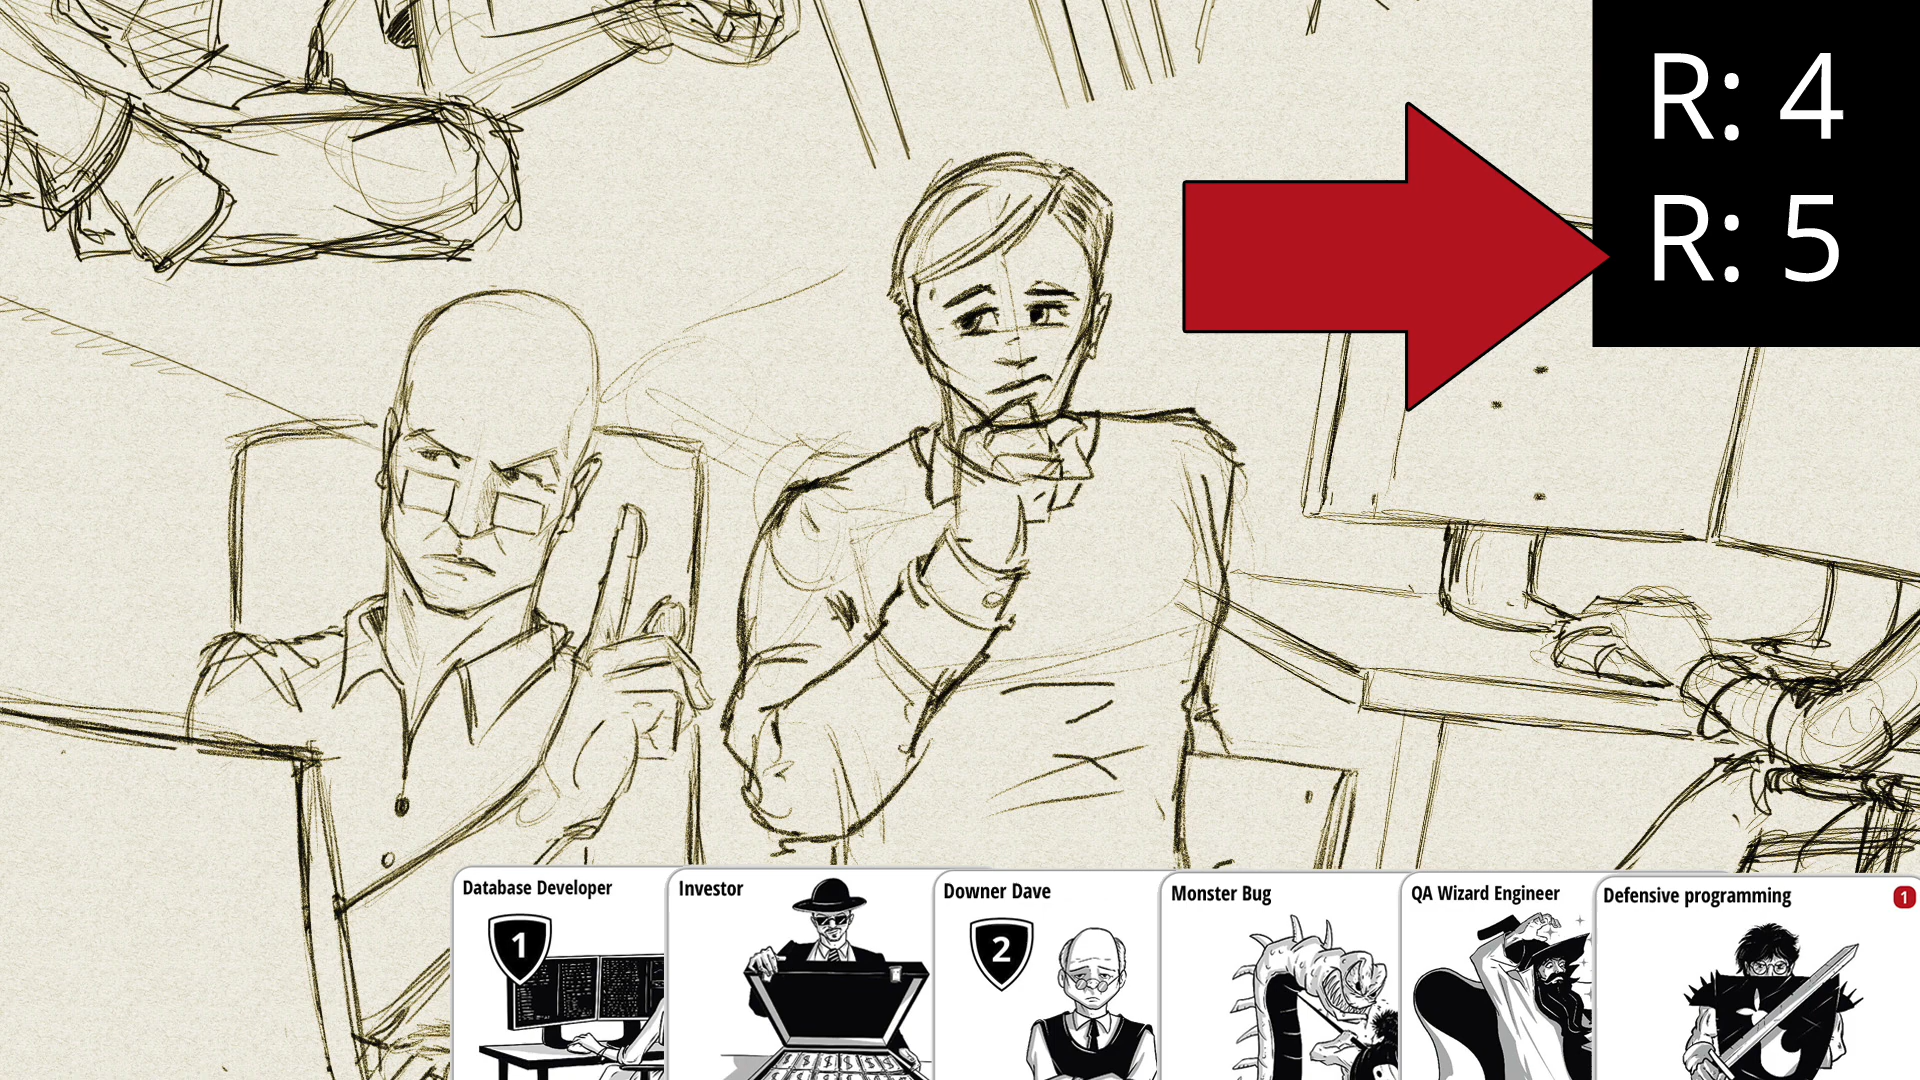 R: 4
R: 5
Database Developer
1
Investor
Downer Dave
2
Monster Bug
QA Wizard Engineer
Defensive programming
1